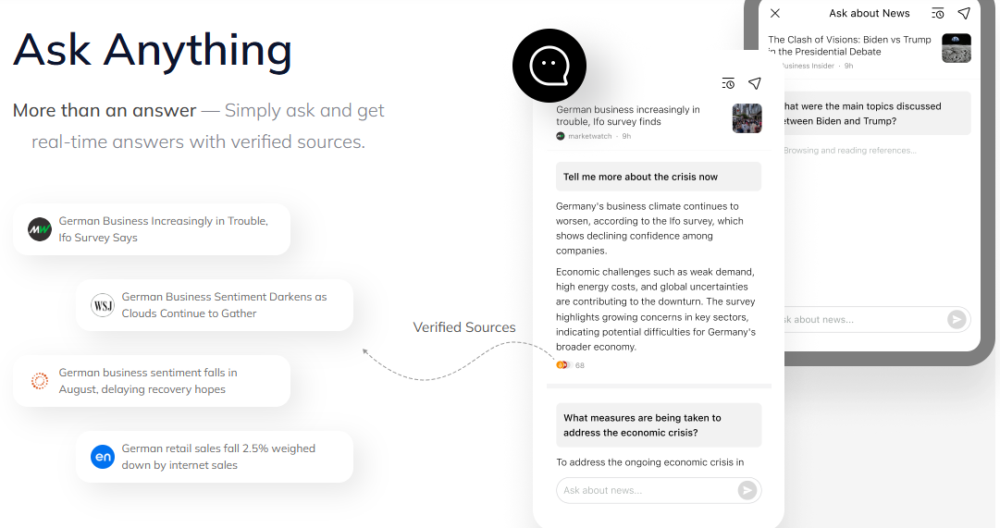 Ask Anything
More than an answer — Simply ask and get
real-time answers with verified sources.
MW
German Business Increasingly in Trouble,
Ifo Survey Says
WSJ
German Business Sentiment Darkens as
Clouds Continue to Gather
German business sentiment falls in
August, delaying recovery hopes
en
German retail sales fall 2.5% weighed
down by internet sales
Verified Sources
German business increasingly in
trouble, Ifo survey finds
marketwatch · 9h
Tell me more about the crisis now
Germany's business climate continues to
worsen, according to the Ifo survey, which
shows declining confidence among
companies.
Economic challenges such as weak demand,
high energy costs, and global uncertainties
are contributing to the downturn. The survey
highlights growing concerns in key sectors,
indicating potential difficulties for Germany's
broader economy.
68
What measures are being taken to
address the economic crisis?
To address the ongoing economic crisis in
Ask about news...
Ask about News
The Clash of Visions: Biden vs Trump
in the Presidential Debate
Business Insider · 9h
hat were the main topics discussed
etween Biden and Trump?
Browsing and reading references...
sk about news...